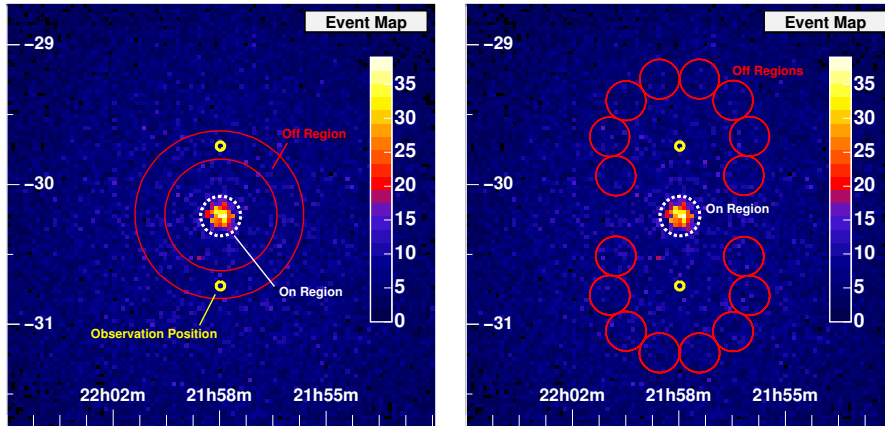 Event Map
−29
−30
−31
Off Region
On Region
Observation Position
35
30
25
20
15
10
5
0
22h02m
21h58m
21h55m
Event Map
−29
−30
−31
Off Regions
On Region
35
30
25
20
15
10
5
0
22h02m
21h58m
21h55m